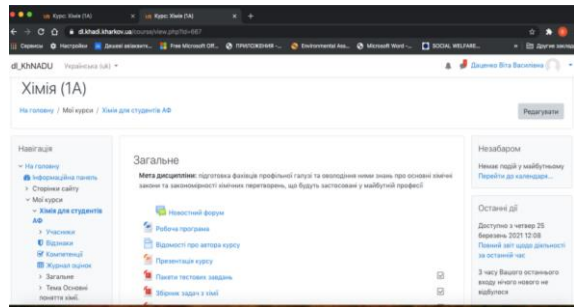 Курс: Хімія (1А)
Курс: Хімія (1А)
dl.khadi.kharkov.ua/course/view.php?id=667
Сервисы
Настройки
Free Microsoft Off...
ПРИЛОЖЕНИЯ -...
Environmental Ass...
Microsoft Word -...
SOCIAL WELFARE...
dl_KhNADU Українська (uk)
Даценко Віта Василівна
Хімія (1А)
На головну / Мої курси / Хімія для студентів АФ
Редагувати
Навігація
На головну
Інформаційна панель
Сторінки сайту
Мої курси
Хімія для студентів
АФ
Учасники
Відзнаки
Компетенції
Журнал оцінок
Загальне
Тема Основні
поняття хімії.
Загальне
Мета дисципліни: підготовка фахівців профільної галузі та оволодіння ними знань про основні хімічні
закони та закономірності хімічних перетворень, що будуть застосовані у майбутній професії
Новостний форум
Робоча програма
Відомості про автора курсу
Презентація курсу
Пакети тестових завдань
Збірник задач з хімії
Незабаром
Немає подій у майбутньому
Перейти до календаря...
Останні дії
Доступно з четвер 25
березень 2021 12:08
Повний звіт щодо діяльності
за останній час
З часу Вашого останнього
входу нічого нового не
відбулося